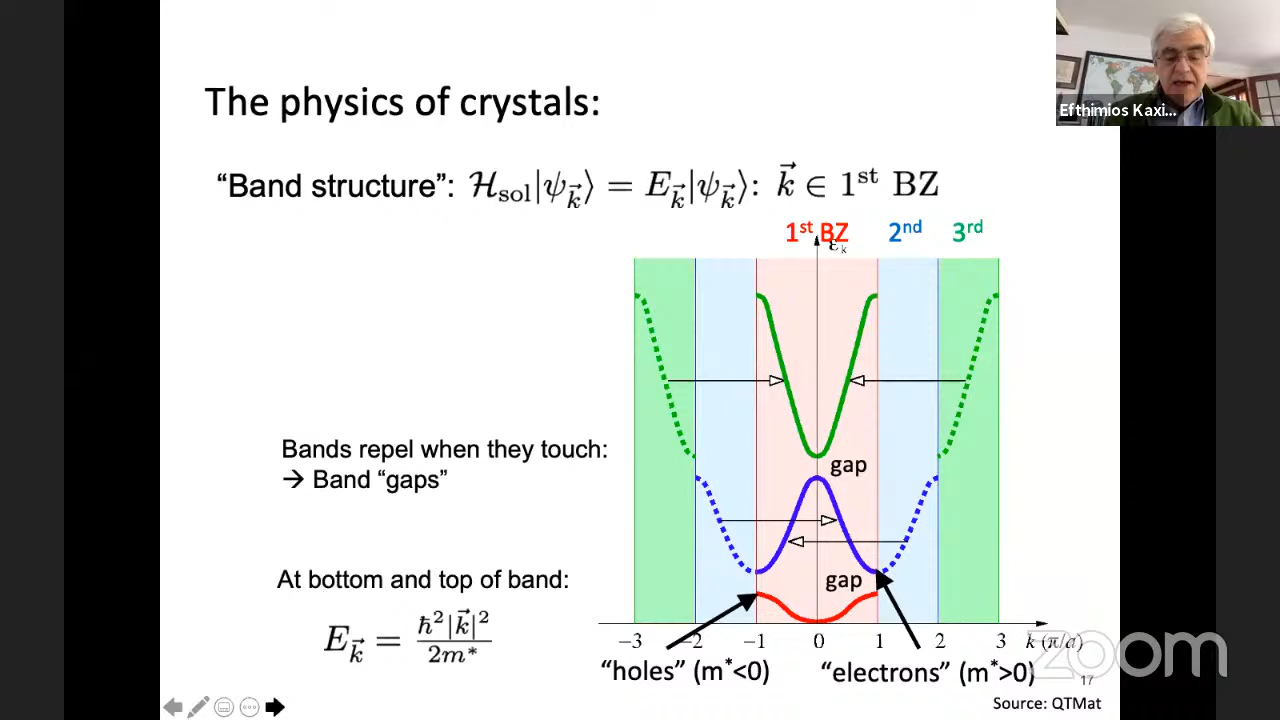 Efthimios Kaxi...
The physics of crystals:
“Band structure”: ℋ_sol|ψ_k⃗⟩ = E_k⃗|ψ_k⃗⟩: k⃗ ∈ 1ˢᵗ BZ
1ˢᵗ BZ 2ⁿᵈ 3ʳᵈ
ε_k
Bands repel when they touch:
→ Band “gaps”
gap
At bottom and top of band:
gap
E_k⃗ = ħ²|k⃗|²/2m*
−3 −2 −1 0 1 2 3 k (π/a)
“holes” (m*<0) “electrons” (m*>0)
zoom
17
Source: QTMat